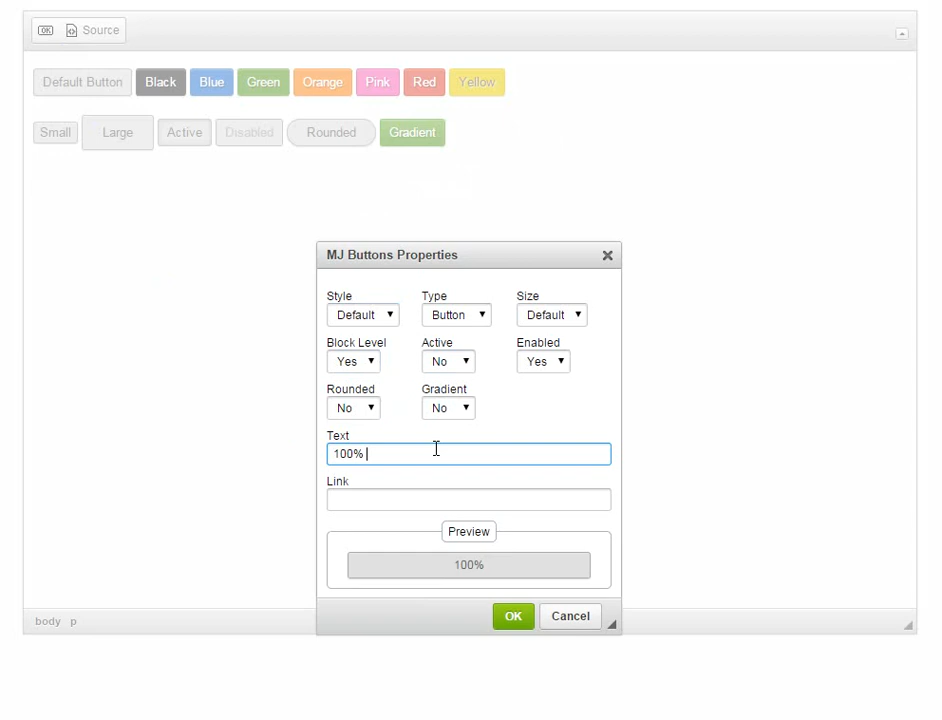 OK Source
Default Button Black Blue Green Orange Pink Red Yellow
Small Large Active Disabled Rounded Gradient
MJ Buttons Properties
Style Type Size
Default Button Default
Block Level Active Enabled
Yes No Yes
Rounded Gradient
No No
Text
100%
Link
Preview
100%
OK Cancel
body p